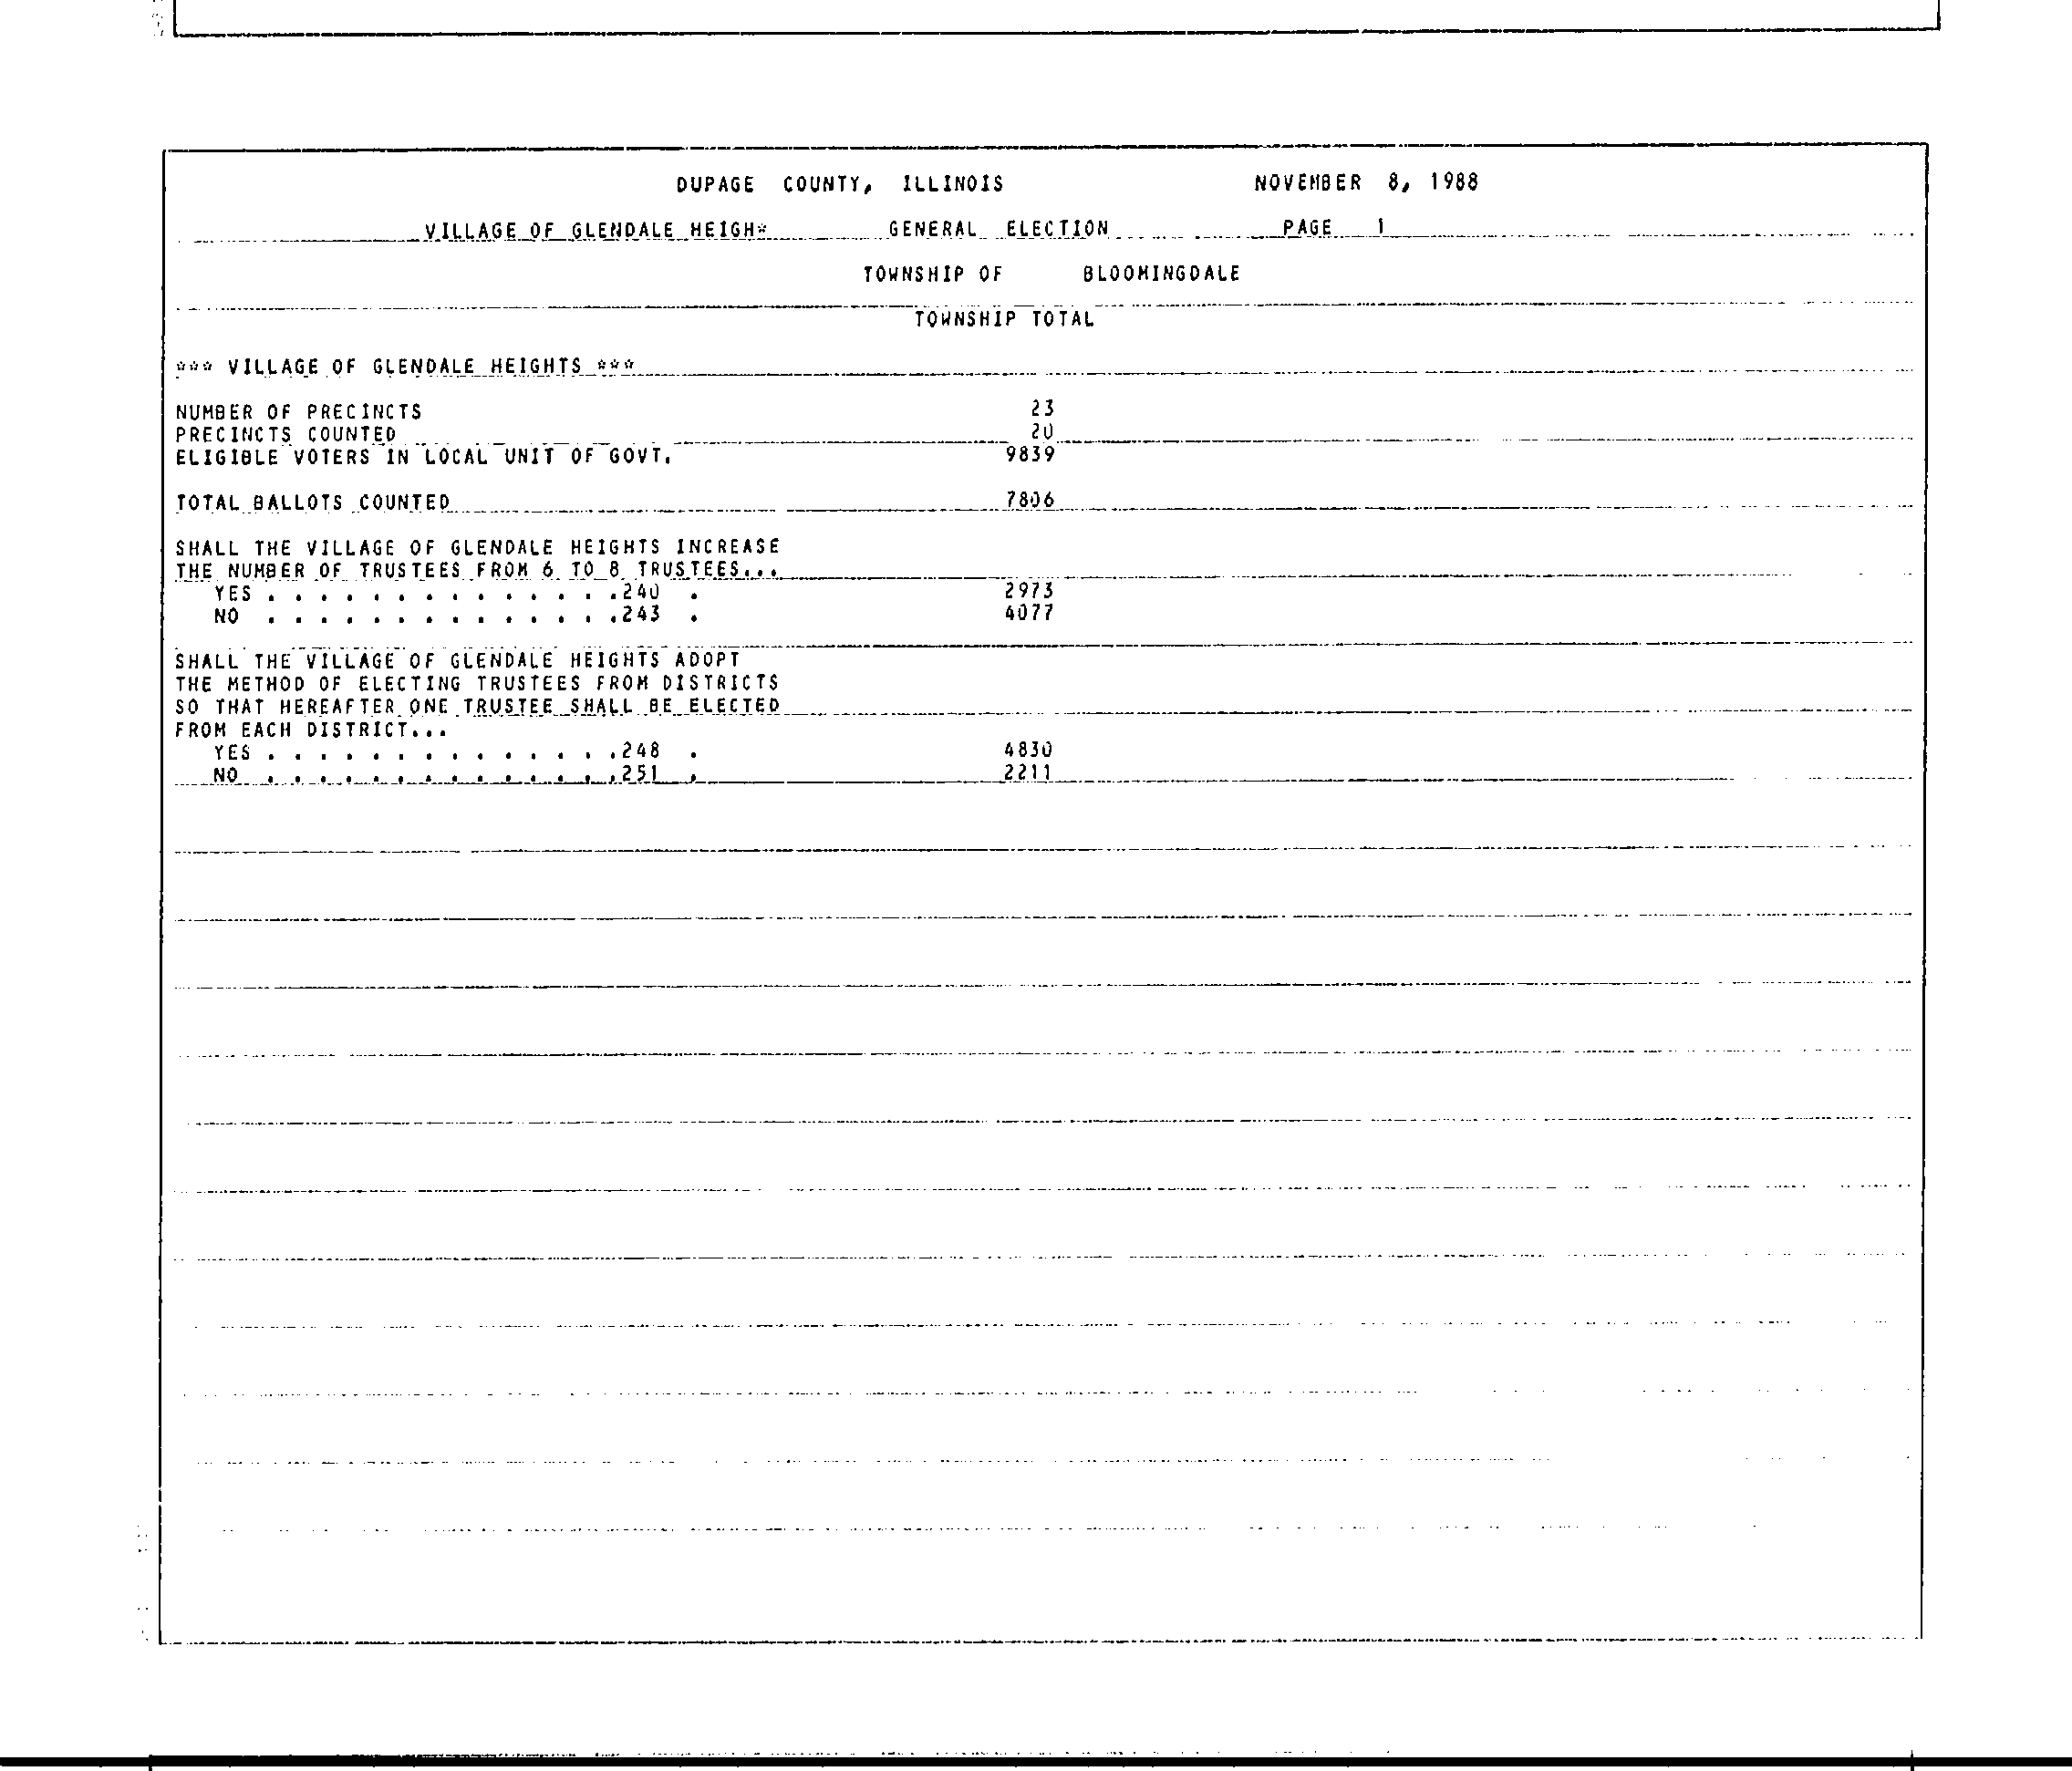 DUPAGE COUNTY, ILLINOIS NOVEMBER 8, 1988
VILLAGE OF GLENDALE HEIGH* GENERAL ELECTION PAGE 1
TOWNSHIP OF BLOOMINGDALE
TOWNSHIP TOTAL
*** VILLAGE OF GLENDALE HEIGHTS ***
NUMBER OF PRECINCTS 23
PRECINCTS COUNTED 20
ELIGIBLE VOTERS IN LOCAL UNIT OF GOVT. 9839
TOTAL BALLOTS COUNTED 7806
SHALL THE VILLAGE OF GLENDALE HEIGHTS INCREASE
THE NUMBER OF TRUSTEES FROM 6 TO 8 TRUSTEES...
YES . . . . . . . . . . . . . .240 . 2973
NO . . . . . . . . . . . . . .243 . 4077
SHALL THE VILLAGE OF GLENDALE HEIGHTS ADOPT
THE METHOD OF ELECTING TRUSTEES FROM DISTRICTS
SO THAT HEREAFTER ONE TRUSTEE SHALL BE ELECTED
FROM EACH DISTRICT...
YES . . . . . . . . . . . . . .248 . 4830
NO . . . . . . . . . . . . . .251 . 2211